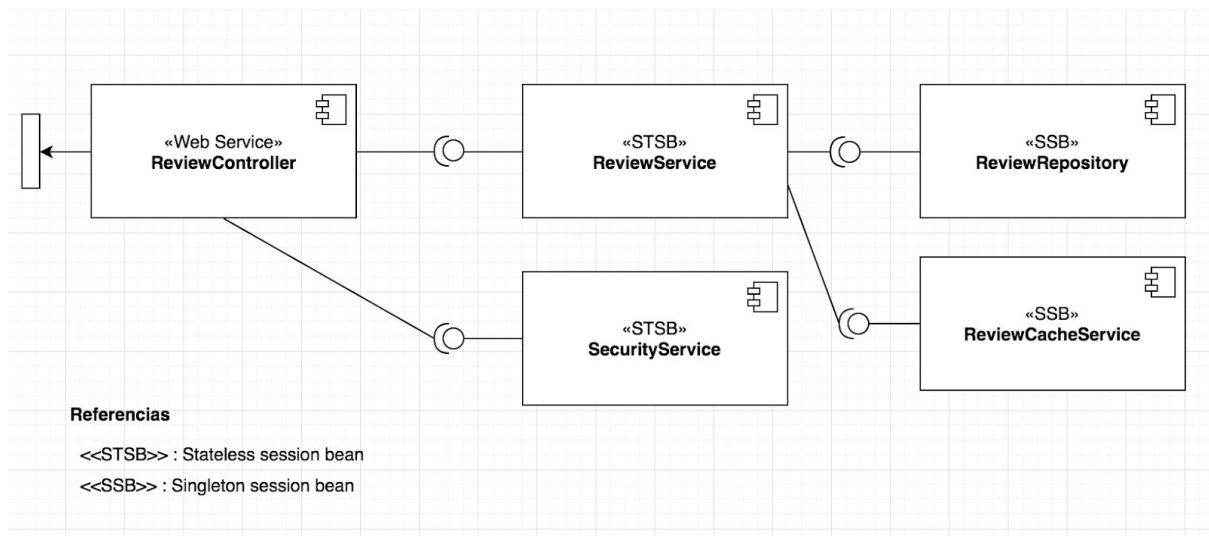 «Web Service»
ReviewController
«STSB»
ReviewService
«SSB»
ReviewRepository
«STSB»
SecurityService
«SSB»
ReviewCacheService
Referencias
<<STSB>> : Stateless session bean
<<SSB>> : Singleton session bean